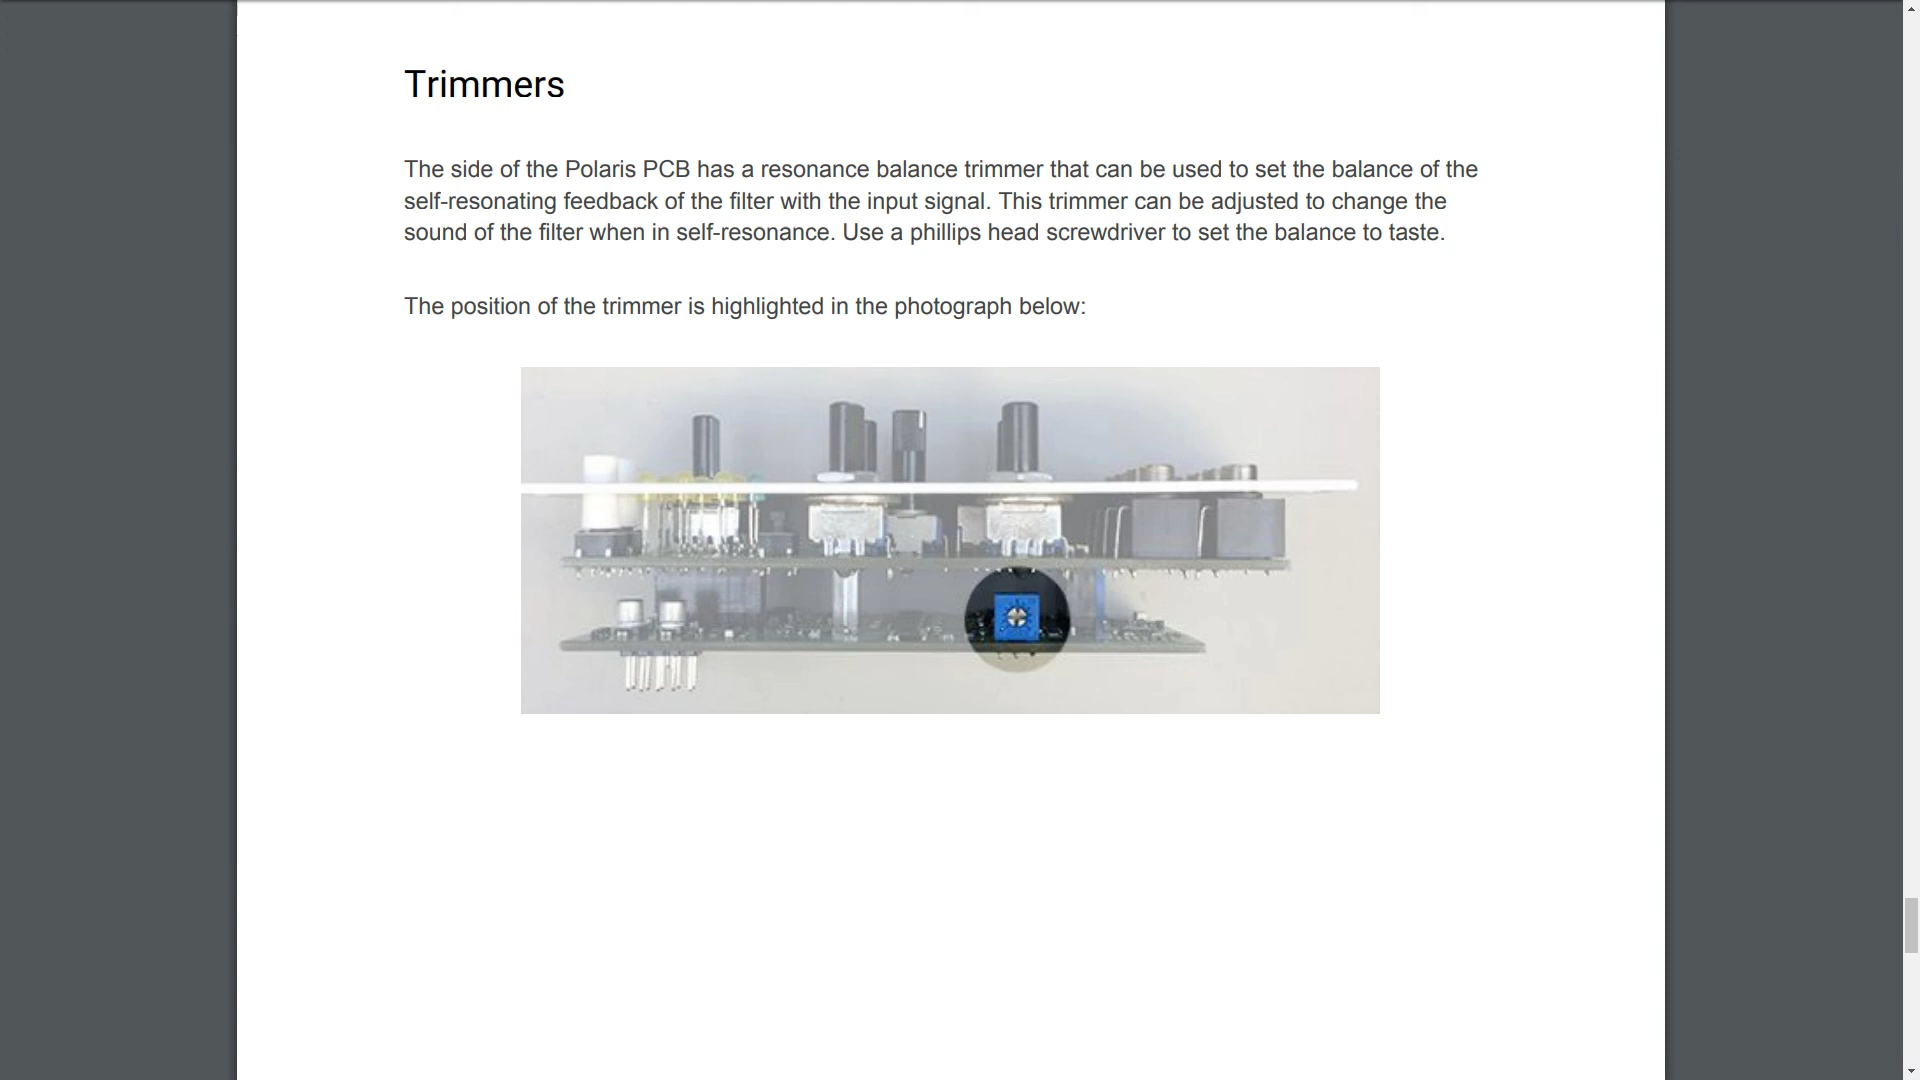 Trimmers
The side of the Polaris PCB has a resonance balance trimmer that can be used to set the balance of the
self-resonating feedback of the filter with the input signal. This trimmer can be adjusted to change the
sound of the filter when in self-resonance. Use a phillips head screwdriver to set the balance to taste.
The position of the trimmer is highlighted in the photograph below: